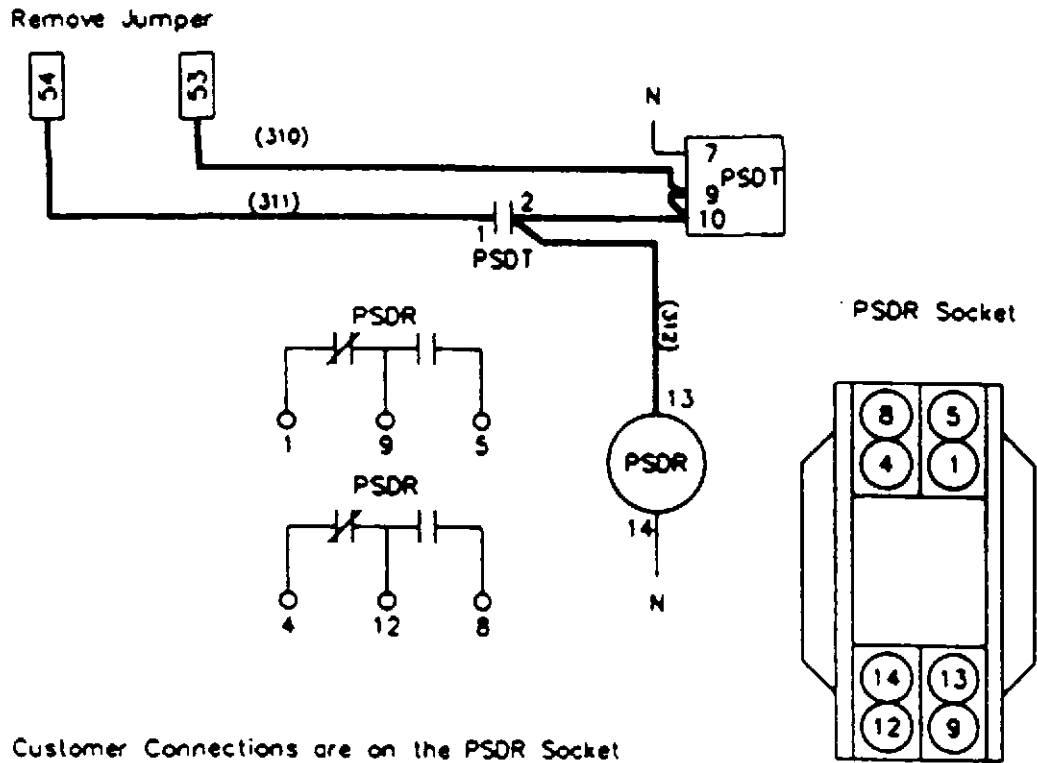 Remove Jumper
54
53
N
(310)
7
PSDT
9
10
(311)
2
1
PSDT
(312)
PSDR Socket
PSDR
1
9
5
13
PSDR
14
N
PSDR
4
12
8
8
5
4
1
14
13
12
9
Customer Connections are on the PSDR Socket